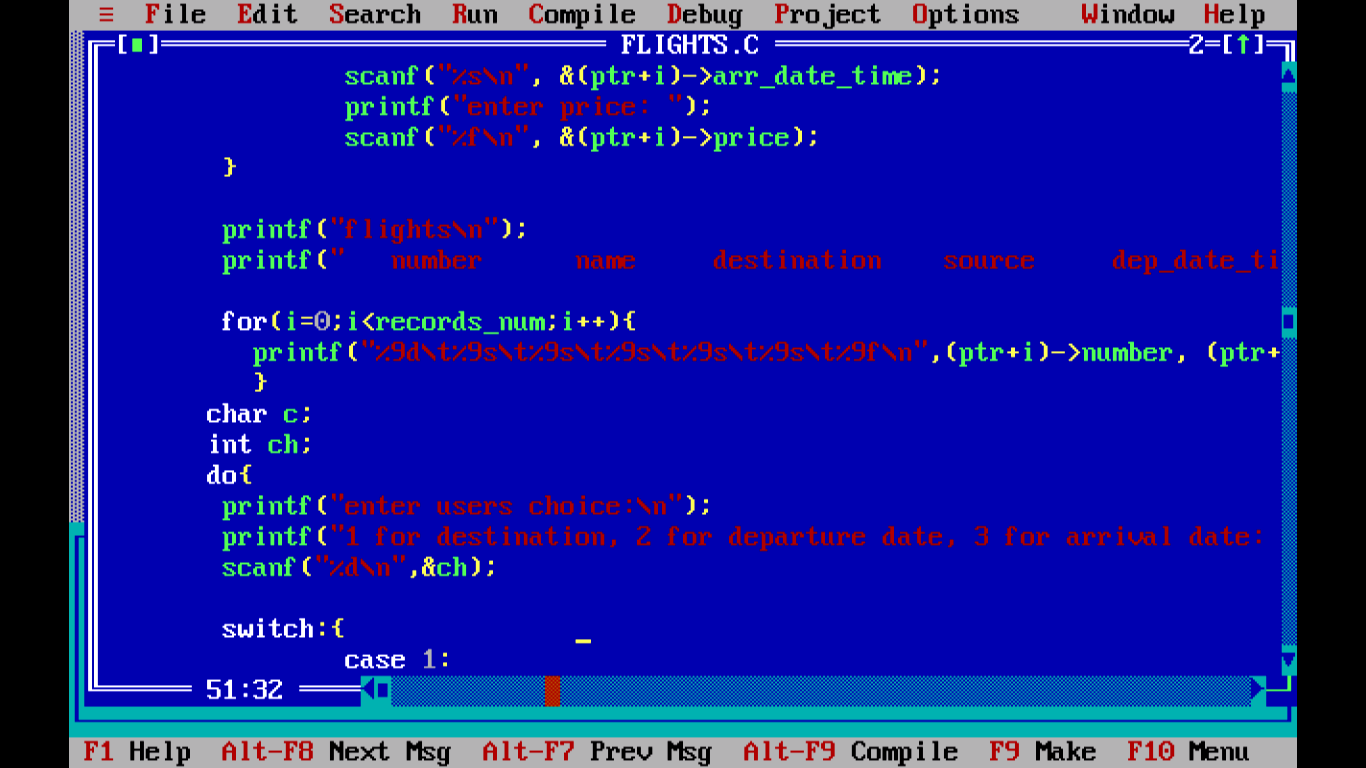 ≡ File Edit Search Run Compile Debug Project Options Window Help
[■] FLIGHTS.C 2=[↑]
scanf("%s\n", &(ptr+i)->arr_date_time);
printf("enter price: ");
scanf("%f\n", &(ptr+i)->price);
}
printf("flights\n");
printf(" number name destination source dep_date_ti
for(i=0;i<records_num;i++){
printf("%9d\t%9s\t%9s\t%9s\t%9s\t%9s\t%9f\n",(ptr+i)->number, (ptr+
}
char c;
int ch;
do{
printf("enter users choice:\n");
printf("1 for destination, 2 for departure date, 3 for arrival date:
scanf("%d\n",&ch);
switch:{
case 1:
51:32
F1 Help Alt-F8 Next Msg Alt-F7 Prev Msg Alt-F9 Compile F9 Make F10 Menu